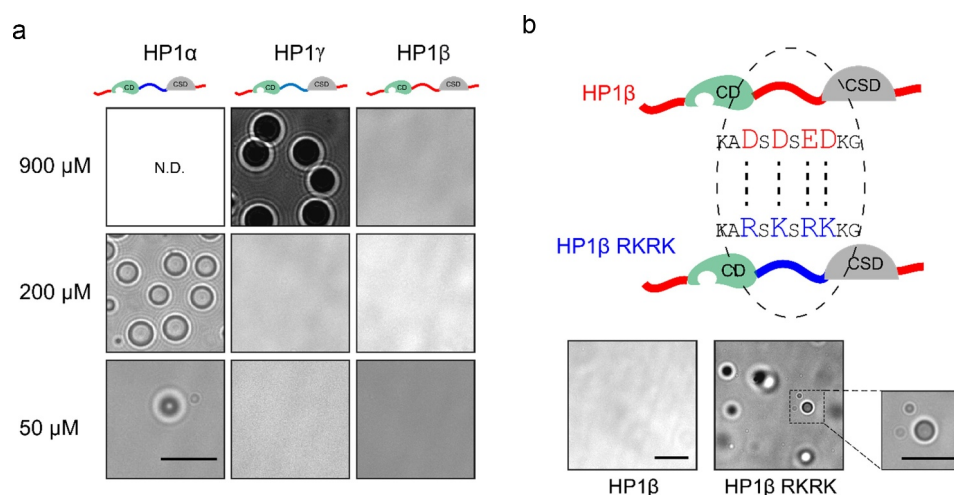 a
HP1α HP1γ HP1β
CD CSD CD CSD CD CSD
900 µM
N.D.
200 µM
50 µM
b
HP1β
CD CSD
KADSDSEDKG
KARSKSRKKG
HP1β RKRK
CD CSD
HP1β HP1β RKRK